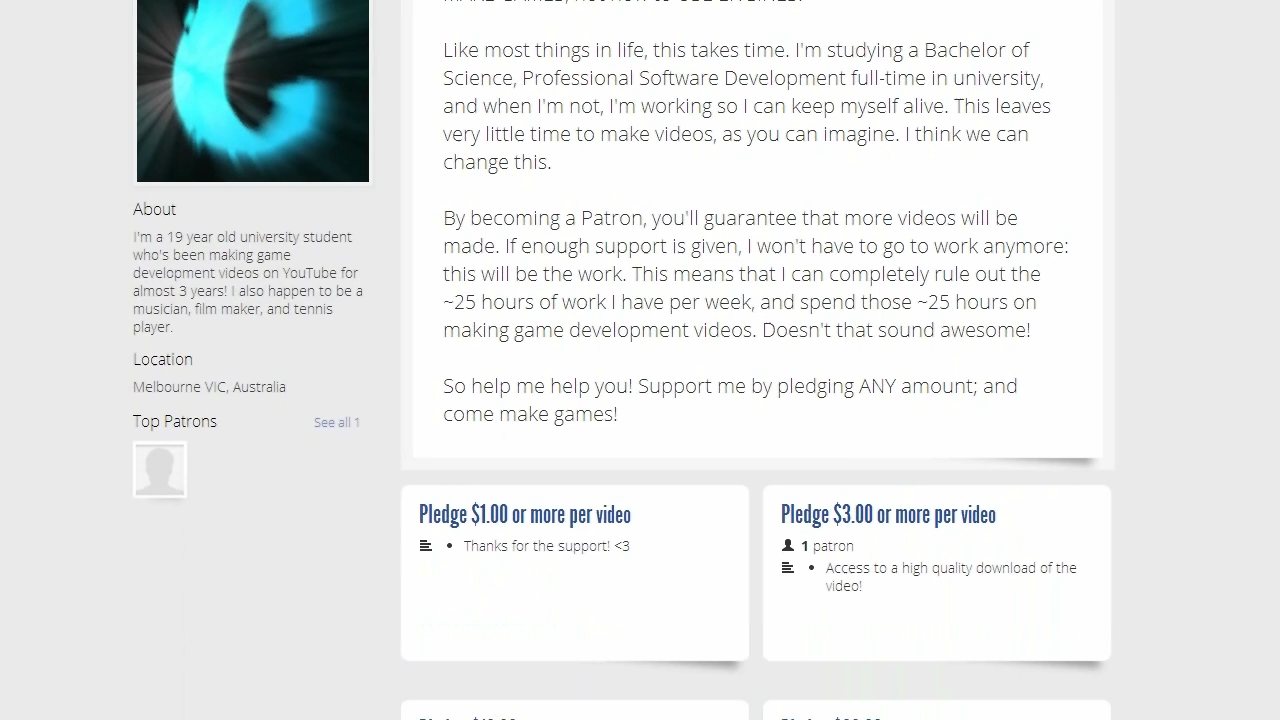 Like most things in life, this takes time. I'm studying a Bachelor of
Science, Professional Software Development full-time in university,
and when I'm not, I'm working so I can keep myself alive. This leaves
very little time to make videos, as you can imagine. I think we can
change this.
By becoming a Patron, you'll guarantee that more videos will be
made. If enough support is given, I won't have to go to work anymore:
this will be the work. This means that I can completely rule out the
~25 hours of work I have per week, and spend those ~25 hours on
making game development videos. Doesn't that sound awesome!
So help me help you! Support me by pledging ANY amount; and
come make games!
About
I'm a 19 year old university student
who's been making game
development videos on YouTube for
almost 3 years! I also happen to be a
musician, film maker, and tennis
player.
Location
Melbourne VIC, Australia
Top Patrons See all 1
Pledge $1.00 or more per video
• Thanks for the support! <3
Pledge $3.00 or more per video
1 patron
• Access to a high quality download of the
video!